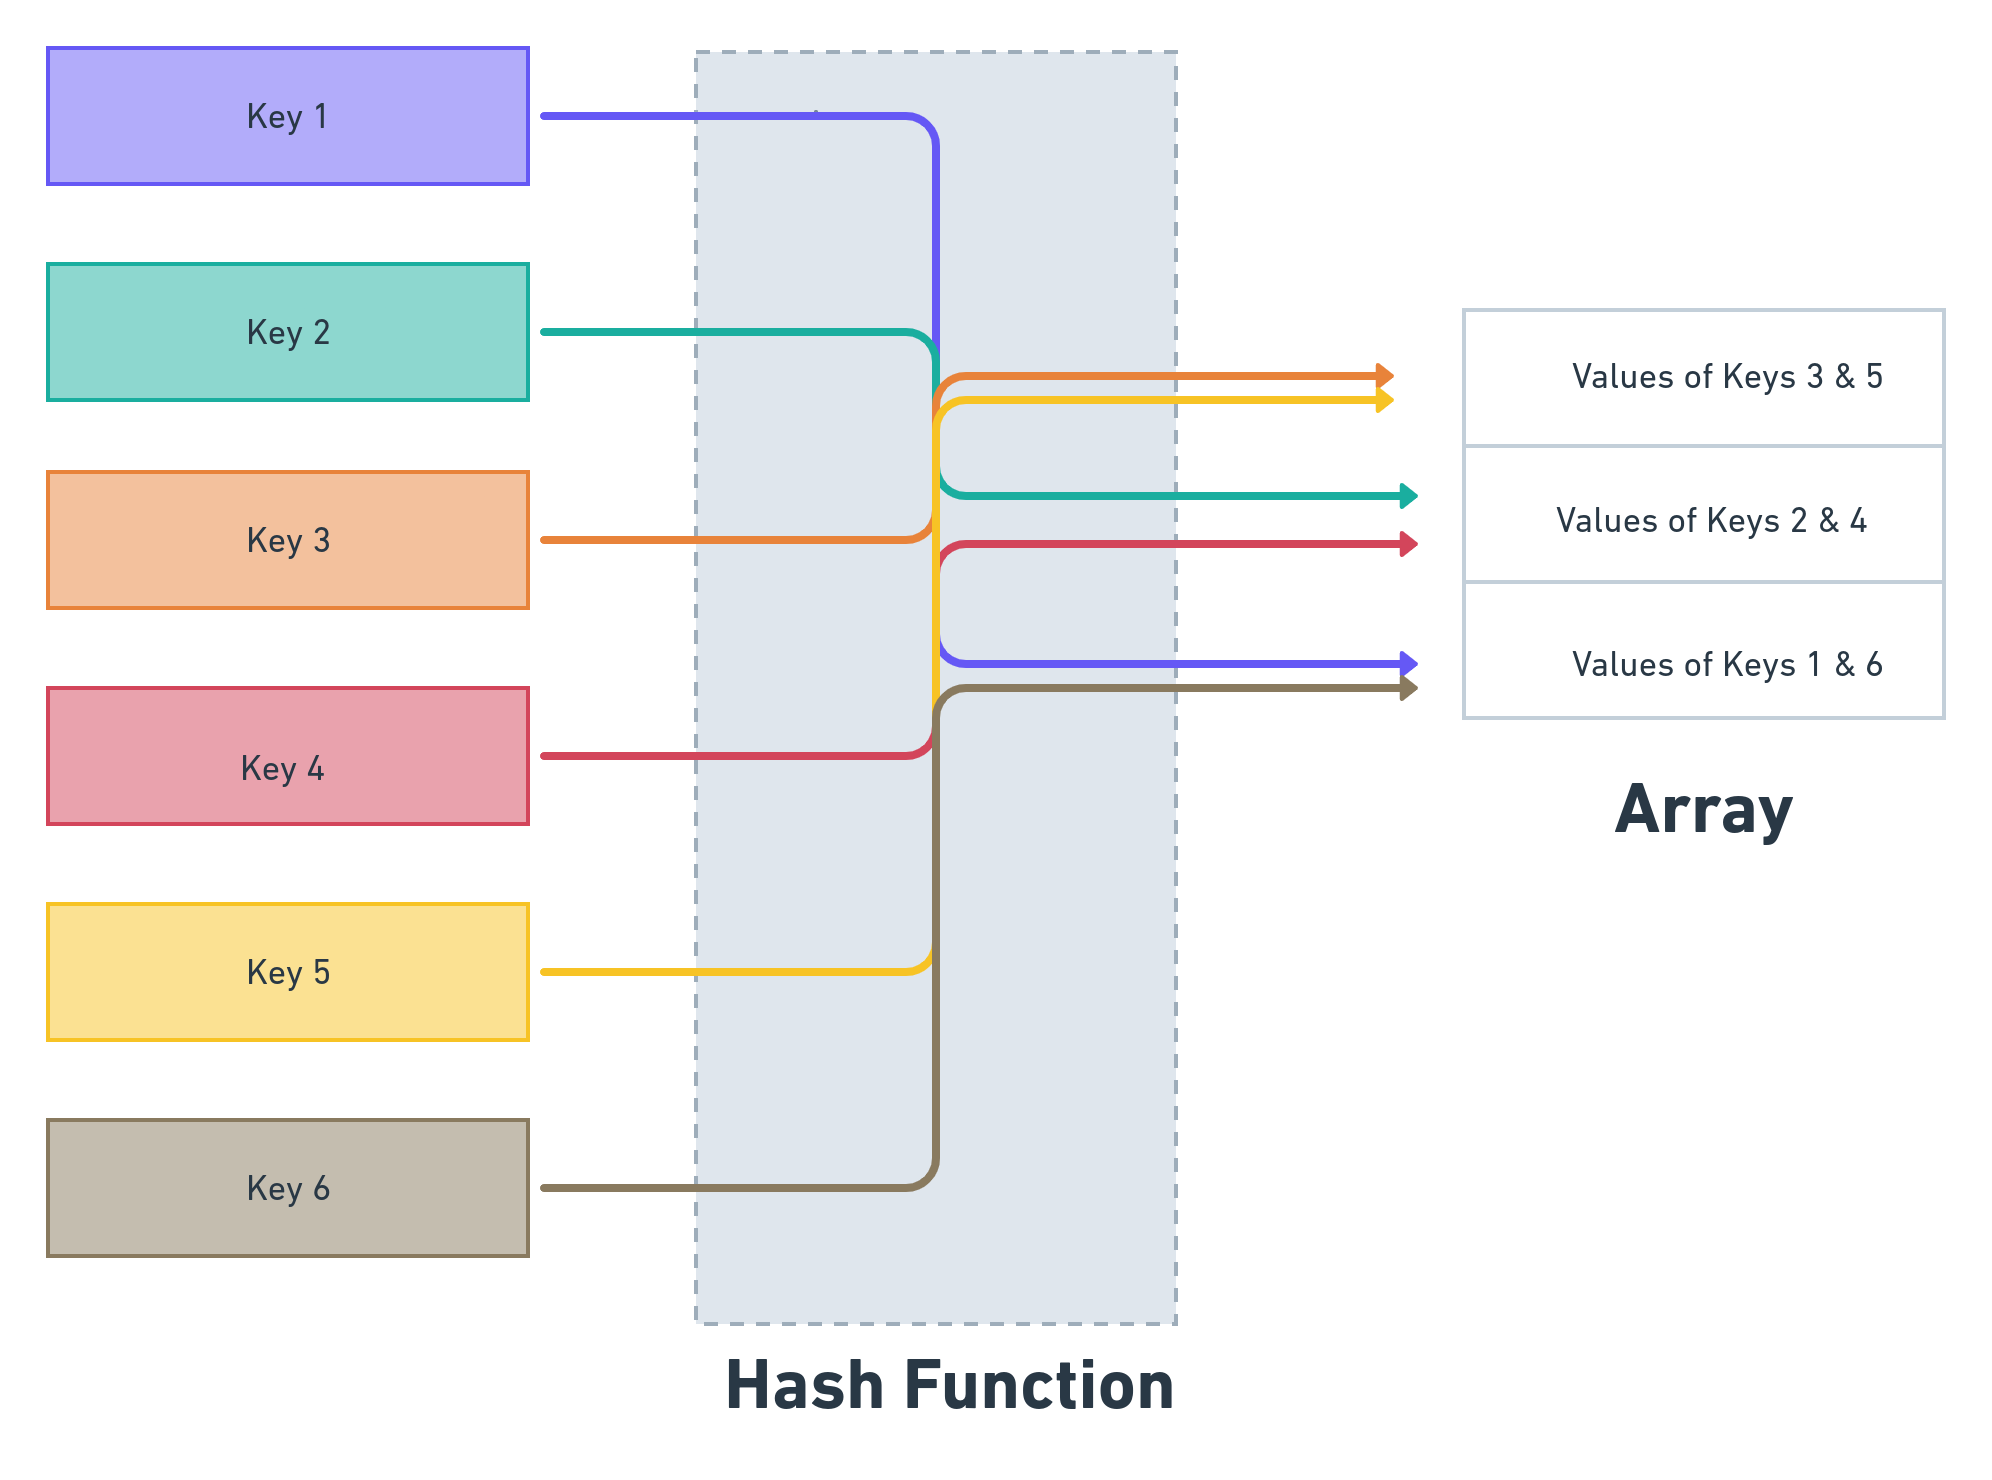 Key 1
Key 2
Key 3
Key 4
Key 5
Key 6
Hash Function
Values of Keys 3 & 5
Values of Keys 2 & 4
Values of Keys 1 & 6
Array